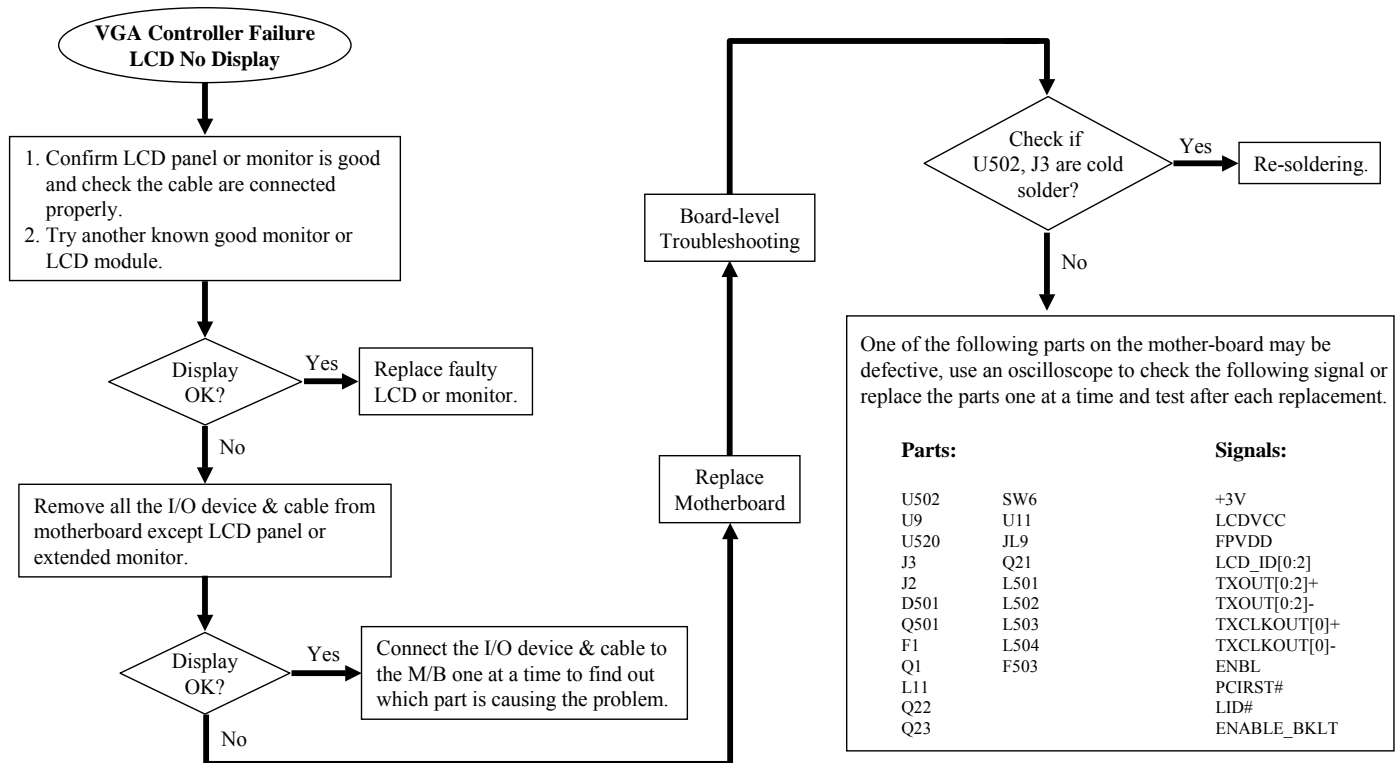 VGA Controller Failure
LCD No Display
1. Confirm LCD panel or monitor is good
and check the cable are connected
properly.
2. Try another known good monitor or
LCD module.
Display
OK?
Yes
Replace faulty
LCD or monitor.
No
Remove all the I/O device & cable from
motherboard except LCD panel or
extended monitor.
Display
OK?
Yes
Connect the I/O device & cable to
the M/B one at a time to find out
which part is causing the problem.
No
Replace
Motherboard
Board-level
Troubleshooting
Check if
U502, J3 are cold
solder?
Yes
Re-soldering.
No
One of the following parts on the mother-board may be
defective, use an oscilloscope to check the following signal or
replace the parts one at a time and test after each replacement.
Parts:
U502
U9
U520
J3
J2
D501
Q501
F1
Q1
L11
Q22
Q23
SW6
U11
JL9
Q21
L501
L502
L503
L504
F503
Signals:
+3V
LCDVCC
FPVDD
LCD_ID[0:2]
TXOUT[0:2]+
TXOUT[0:2]-
TXCLKOUT[0]+
TXCLKOUT[0]-
ENBL
PCIRST#
LID#
ENABLE_BKLT